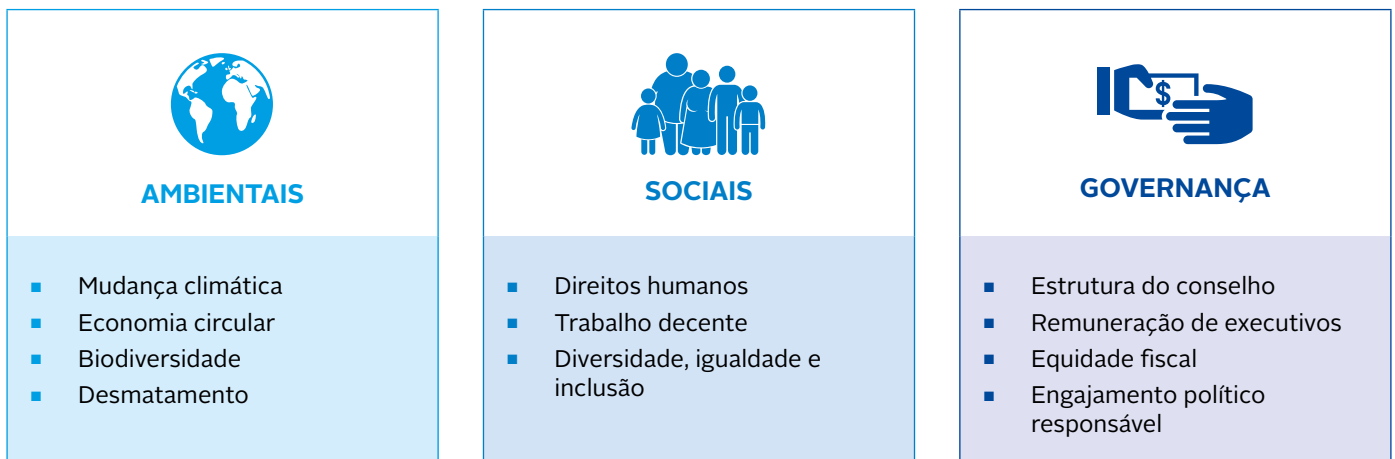 AMBIENTAIS
Mudança climática
Economia circular
Biodiversidade
Desmatamento
SOCIAIS
Direitos humanos
Trabalho decente
Diversidade, igualdade e
inclusão
$
GOVERNANÇA
Estrutura do conselho
Remuneração de executivos
Equidade fiscal
Engajamento político
responsável